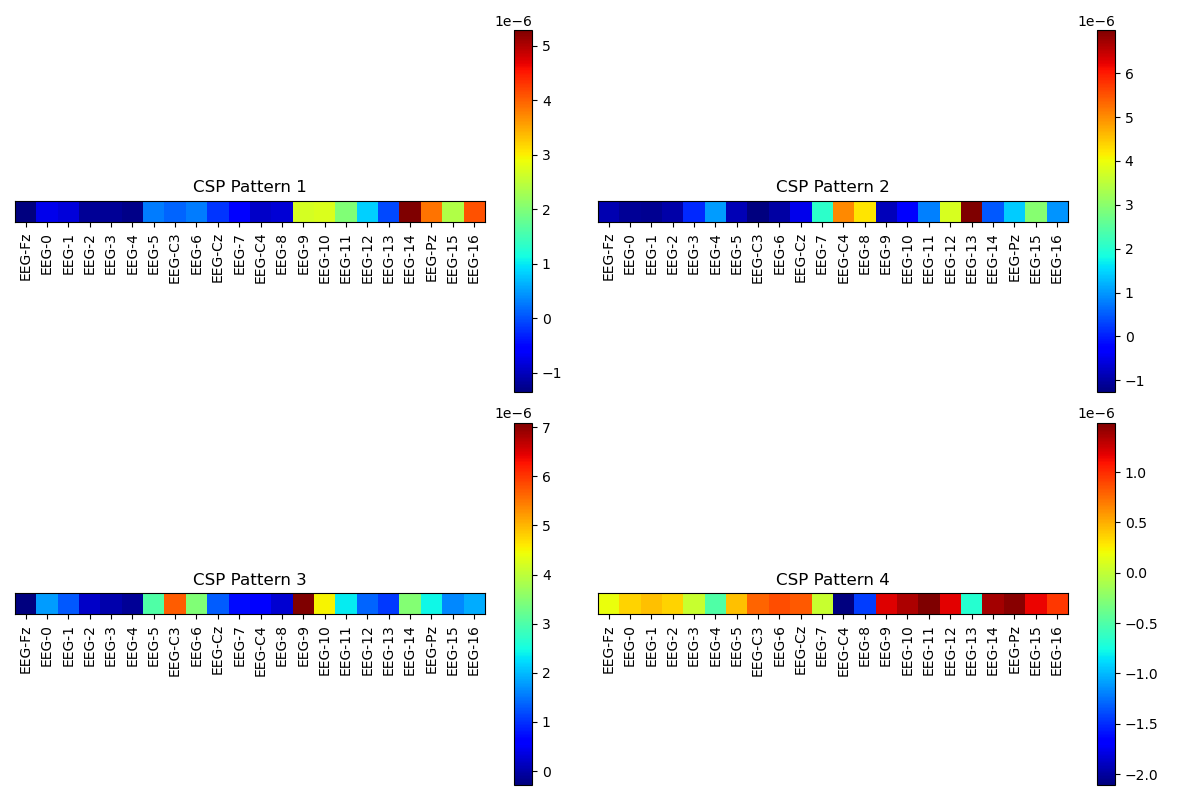 1e−6
CSP Pattern 1
EEG-Fz EEG-0 EEG-1 EEG-2 EEG-3 EEG-4 EEG-5 EEG-C3 EEG-6 EEG-Cz EEG-7 EEG-C4 EEG-8 EEG-9 EEG-10 EEG-11 EEG-12 EEG-13 EEG-14 EEG-Pz EEG-15 EEG-16
5
4
3
2
1
0
−1
1e−6
CSP Pattern 2
EEG-Fz EEG-0 EEG-1 EEG-2 EEG-3 EEG-4 EEG-5 EEG-C3 EEG-6 EEG-Cz EEG-7 EEG-C4 EEG-8 EEG-9 EEG-10 EEG-11 EEG-12 EEG-13 EEG-14 EEG-Pz EEG-15 EEG-16
6
5
4
3
2
1
0
−1
1e−6
CSP Pattern 3
EEG-Fz EEG-0 EEG-1 EEG-2 EEG-3 EEG-4 EEG-5 EEG-C3 EEG-6 EEG-Cz EEG-7 EEG-C4 EEG-8 EEG-9 EEG-10 EEG-11 EEG-12 EEG-13 EEG-14 EEG-Pz EEG-15 EEG-16
7
6
5
4
3
2
1
0
1e−6
CSP Pattern 4
EEG-Fz EEG-0 EEG-1 EEG-2 EEG-3 EEG-4 EEG-5 EEG-C3 EEG-6 EEG-Cz EEG-7 EEG-C4 EEG-8 EEG-9 EEG-10 EEG-11 EEG-12 EEG-13 EEG-14 EEG-Pz EEG-15 EEG-16
1.0
0.5
0.0
−0.5
−1.0
−1.5
−2.0